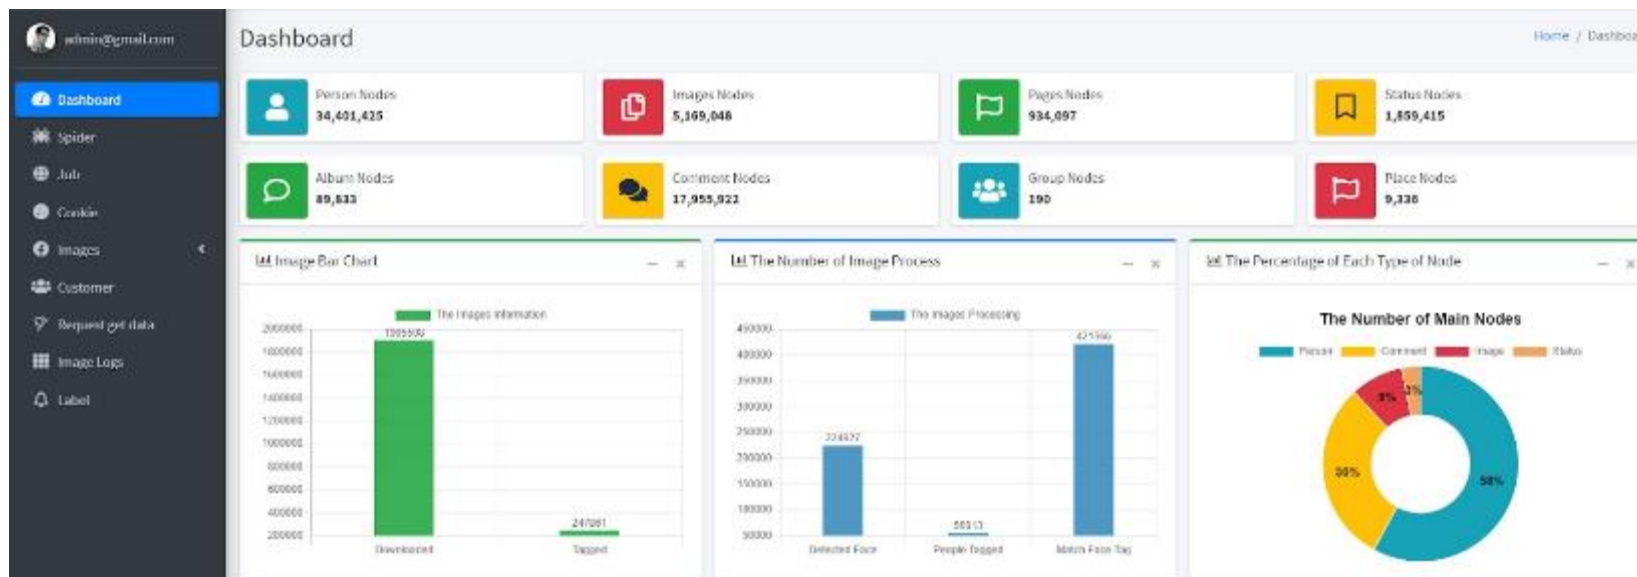 admin@gmail.com
Dashboard
Spider
Job
Cookie
Images
Customer
Request get data
Image Logs
Label
Dashboard
Home / Dashboa
Person Nodes
34,401,425
Images Nodes
5,169,048
Pages Nodes
934,097
Status Nodes
1,859,415
Album Nodes
89,833
Comment Nodes
17,955,922
Group Nodes
190
Place Nodes
9,338
Image Bar Chart
The Images Information
2000000
1800000
1600000
1400000
1200000
1000000
800000
600000
400000
200000
Downloaded
Tagged
The Number of Image Process
The Images Processing
450000
400000
350000
300000
250000
200000
150000
100000
50000
224827
421566
Detected Face
People Tagged
Match Face Tag
The Percentage of Each Type of Node
The Number of Main Nodes
Person
Comment
Image
Status
58%
30%
9%
3%